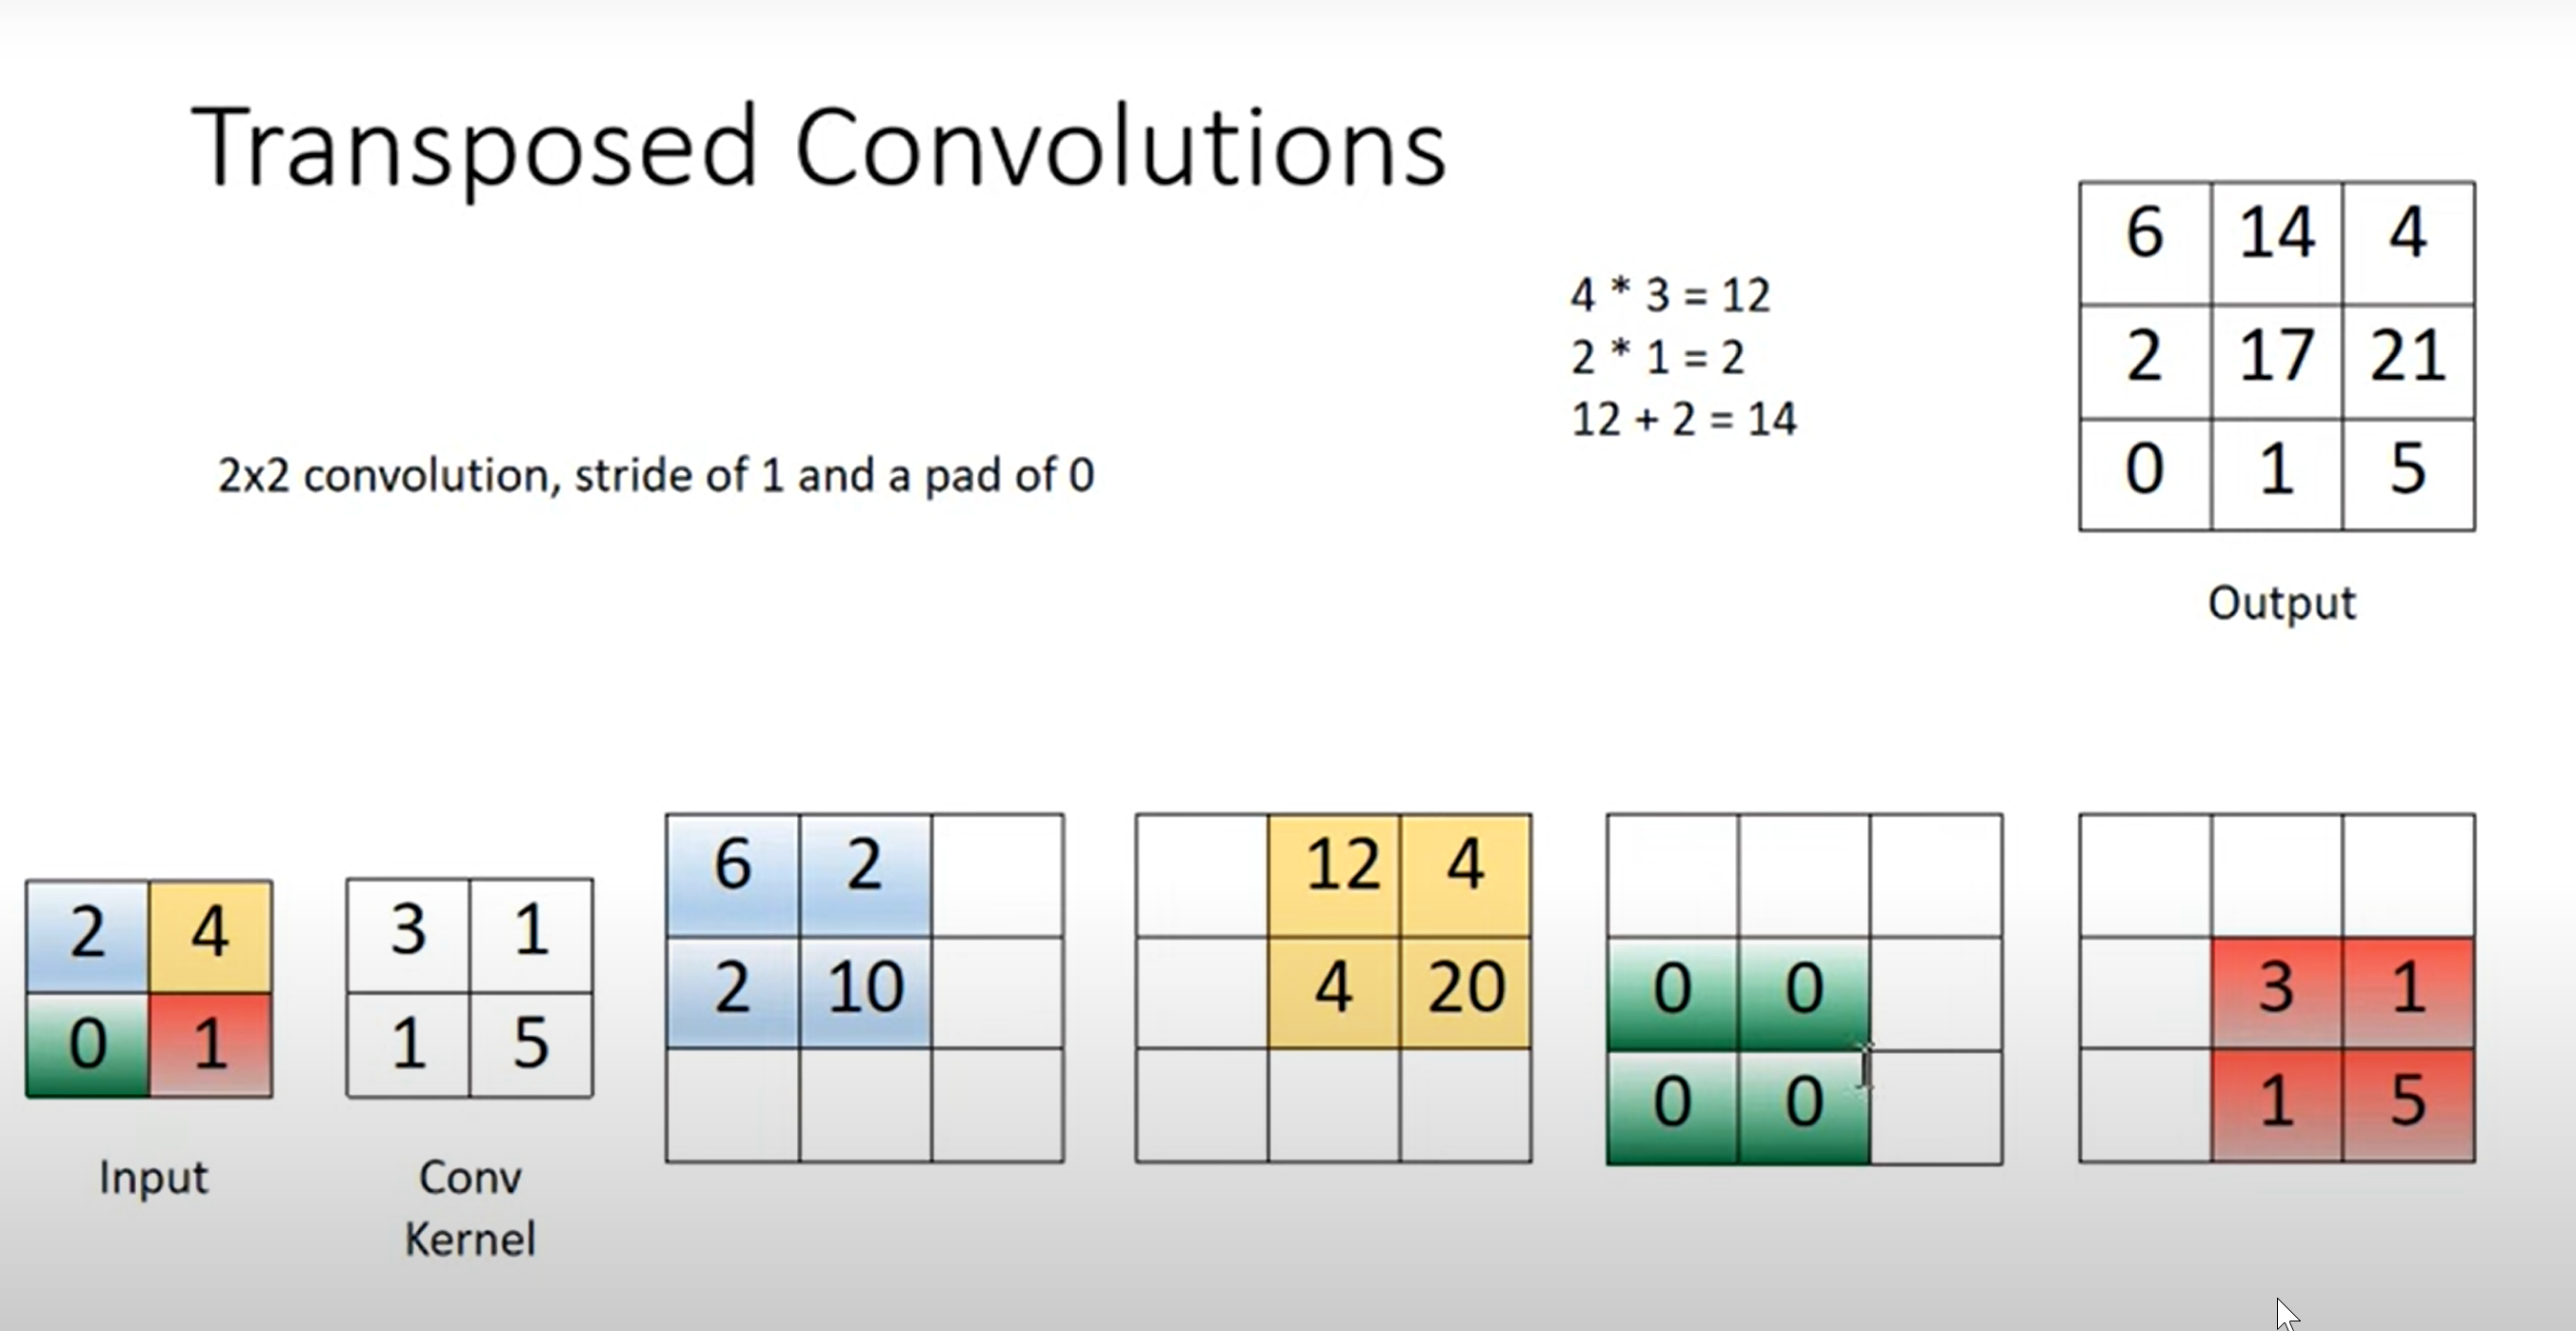 Transposed Convolutions
6 14 4
4 * 3 = 12
2 * 1 = 2
2 17 21
12 + 2 = 14
2x2 convolution, stride of 1 and a pad of 0
0 1 5
Output
2 4
0 1
Input
3 1
1 5
Conv
Kernel
6 2
2 10
12 4
4 20
0 0
0 0
3 1
1 5